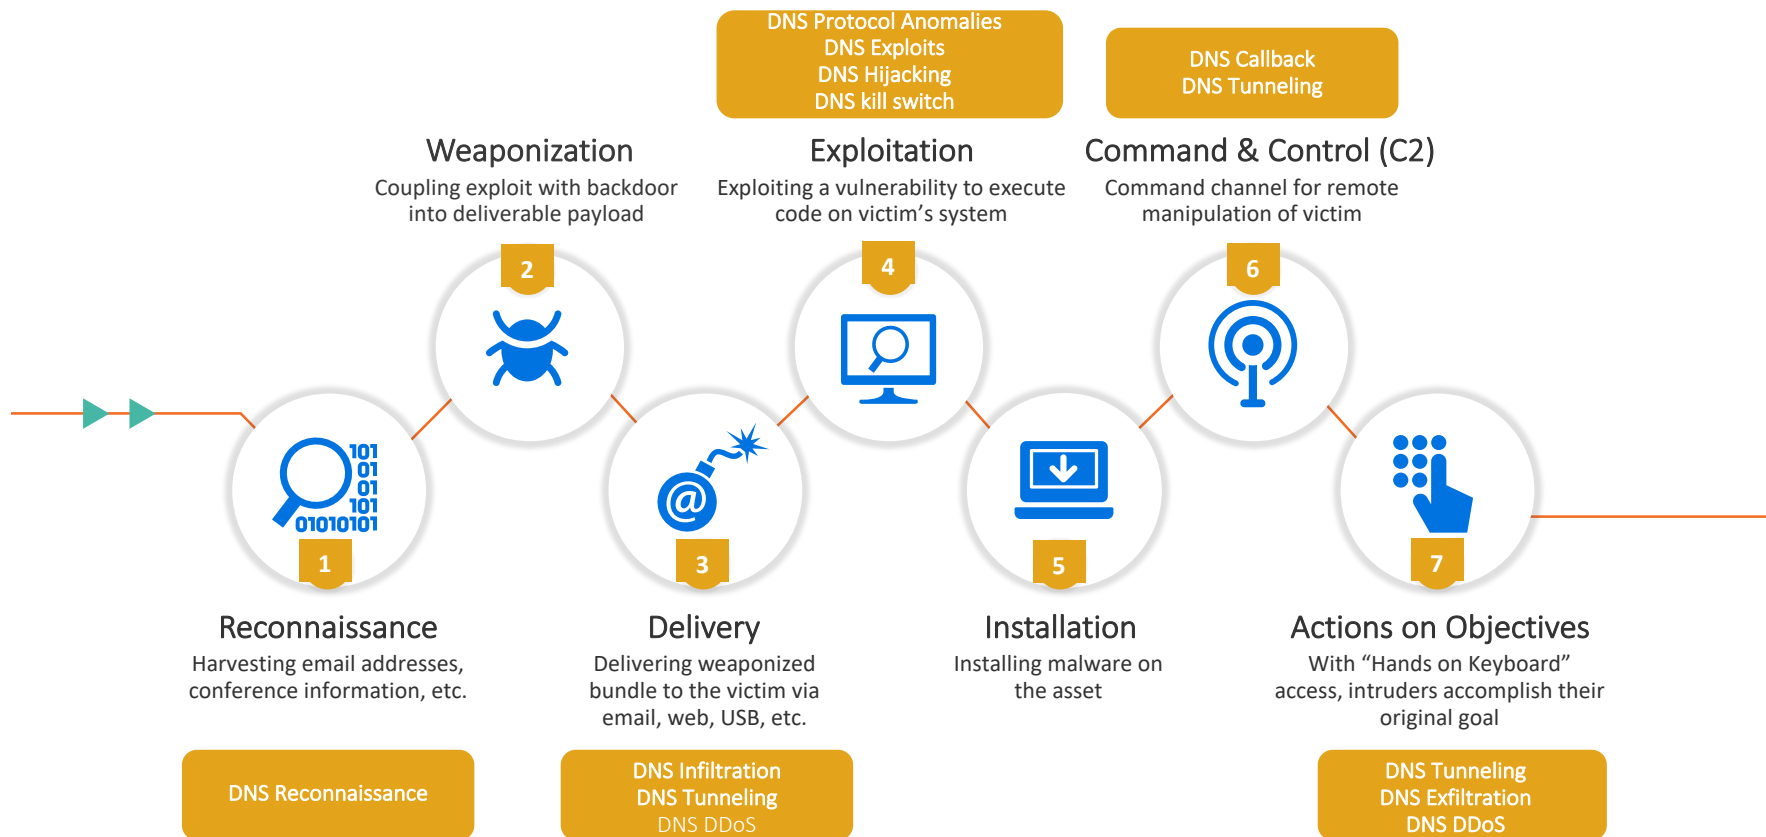 DNS Protocol Anomalies
DNS Exploits
DNS Hijacking
DNS kill switch
DNS Callback
DNS Tunneling
Weaponization
Coupling exploit with backdoor
into deliverable payload
Exploitation
Exploiting a vulnerability to execute
code on victim’s system
Command & Control (C2)
Command channel for remote
manipulation of victim
2
4
6
101
01
01
101
01010101
@
1
3
5
7
Reconnaissance
Harvesting email addresses,
conference information, etc.
Delivery
Delivering weaponized
bundle to the victim via
email, web, USB, etc.
Installation
Installing malware on
the asset
Actions on Objectives
With “Hands on Keyboard”
access, intruders accomplish their
original goal
DNS Reconnaissance
DNS Infiltration
DNS Tunneling
DNS DDoS
DNS Tunneling
DNS Exfiltration
DNS DDoS